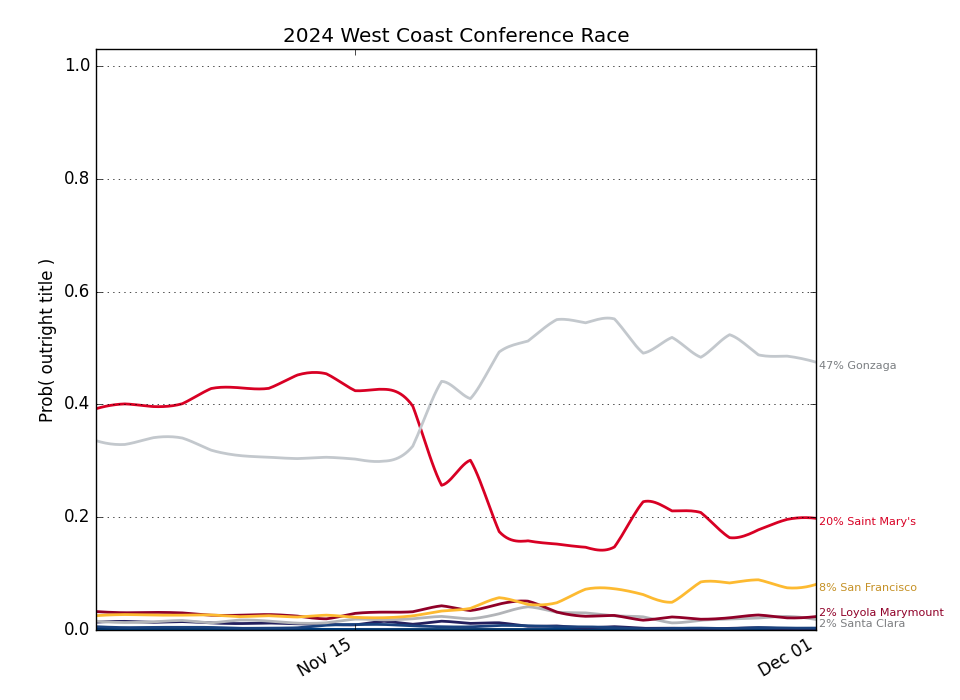 2024 West Coast Conference Race
Prob( outright title )
1.0
0.8
0.6
0.4
0.2
0.0
Nov 15
Dec 01
47% Gonzaga
20% Saint Mary's
8% San Francisco
2% Loyola Marymount
2% Santa Clara